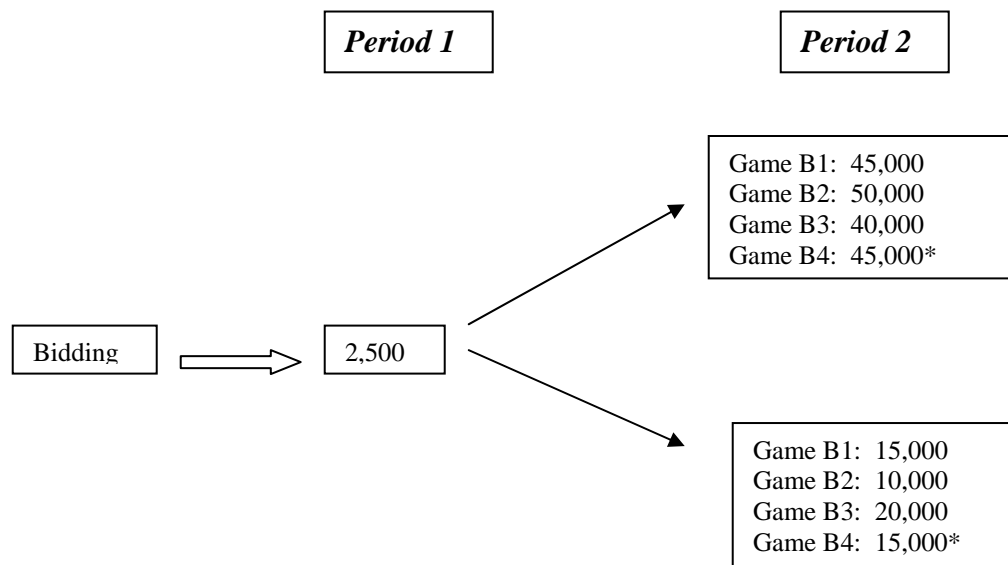 Period 1
Period 2
Game B1: 45,000
Game B2: 50,000
Game B3: 40,000
Game B4: 45,000*
Bidding
2,500
Game B1: 15,000
Game B2: 10,000
Game B3: 20,000
Game B4: 15,000*